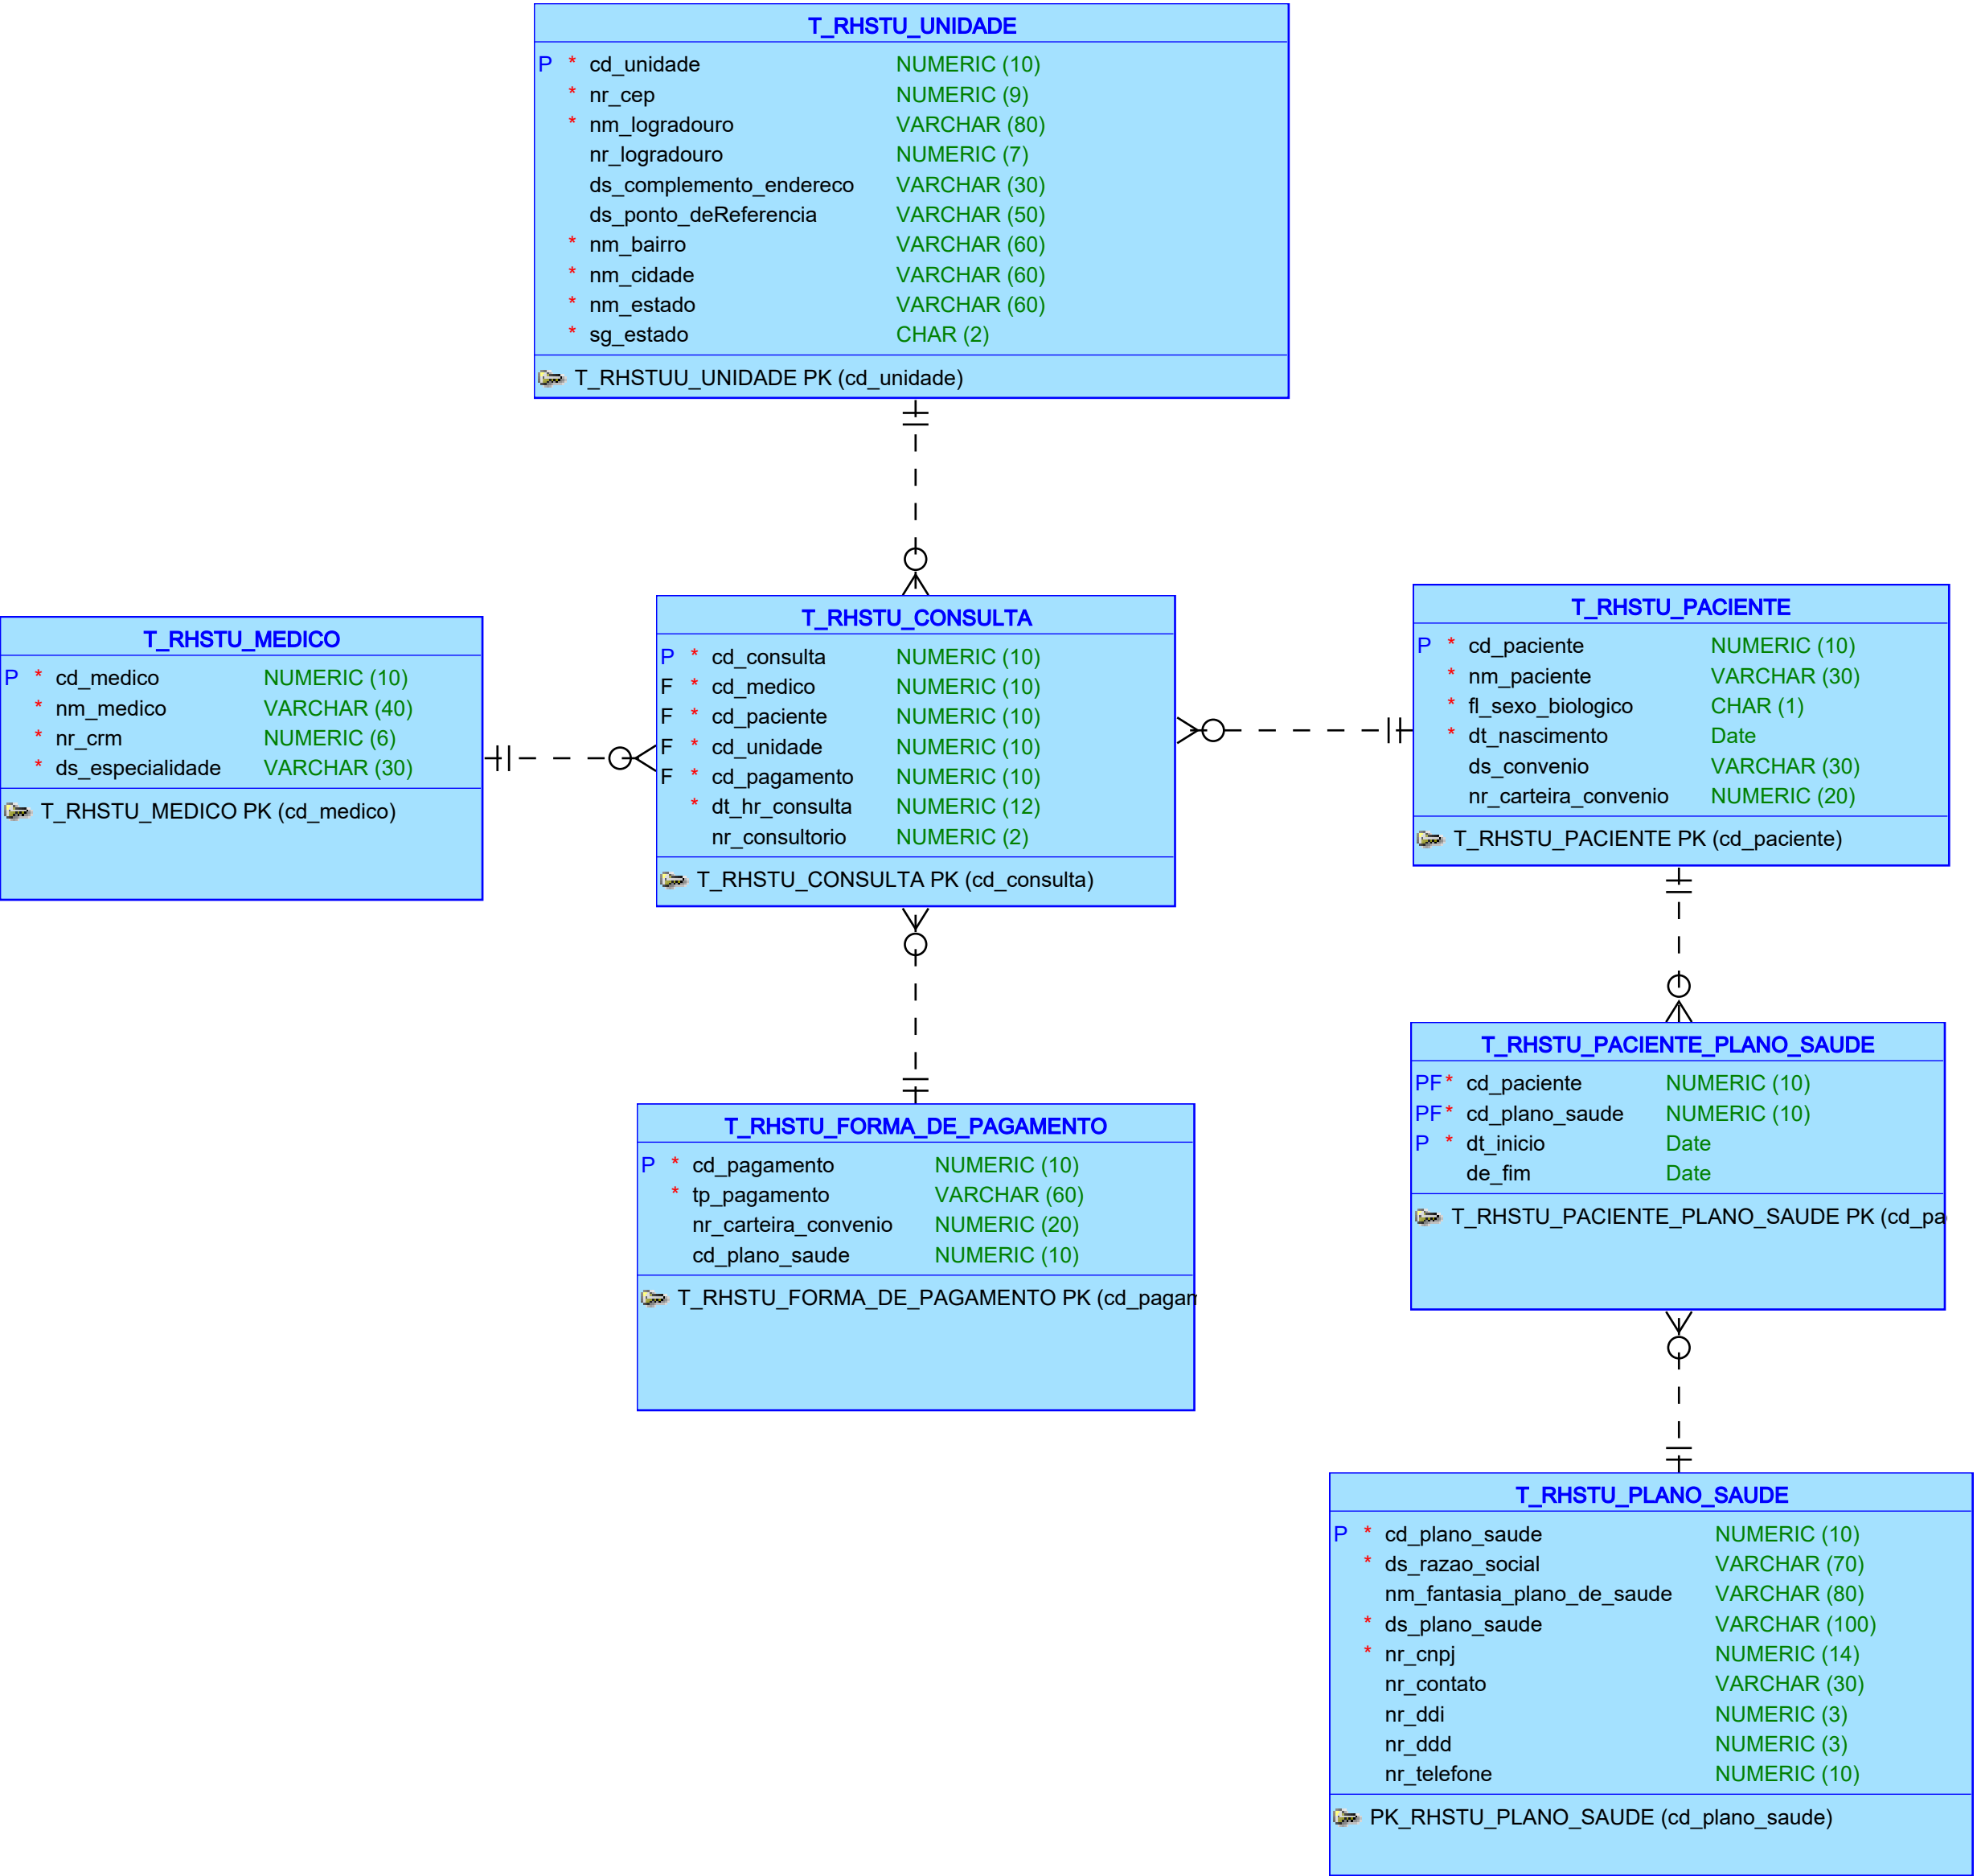 T_RHSTU_UNIDADE
P * cd_unidade NUMERIC (10)
* nr_cep NUMERIC (9)
* nm_logradouro VARCHAR (80)
nr_logradouro NUMERIC (7)
ds_complemento_endereco VARCHAR (30)
ds_ponto_deReferencia VARCHAR (50)
* nm_bairro VARCHAR (60)
* nm_cidade VARCHAR (60)
* nm_estado VARCHAR (60)
* sg_estado CHAR (2)
T_RHSTUU_UNIDADE PK (cd_unidade)
T_RHSTU_MEDICO
P * cd_medico NUMERIC (10)
* nm_medico VARCHAR (40)
* nr_crm NUMERIC (6)
* ds_especialidade VARCHAR (30)
T_RHSTU_MEDICO PK (cd_medico)
T_RHSTU_CONSULTA
P * cd_consulta NUMERIC (10)
F * cd_medico NUMERIC (10)
F * cd_paciente NUMERIC (10)
F * cd_unidade NUMERIC (10)
F * cd_pagamento NUMERIC (10)
* dt_hr_consulta NUMERIC (12)
nr_consultorio NUMERIC (2)
T_RHSTU_CONSULTA PK (cd_consulta)
T_RHSTU_PACIENTE
P * cd_paciente NUMERIC (10)
* nm_paciente VARCHAR (30)
* fl_sexo_biologico CHAR (1)
* dt_nascimento Date
ds_convenio VARCHAR (30)
nr_carteira_convenio NUMERIC (20)
T_RHSTU_PACIENTE PK (cd_paciente)
T_RHSTU_FORMA_DE_PAGAMENTO
P * cd_pagamento NUMERIC (10)
* tp_pagamento VARCHAR (60)
nr_carteira_convenio NUMERIC (20)
cd_plano_saude NUMERIC (10)
T_RHSTU_FORMA_DE_PAGAMENTO PK (cd_pagam
T_RHSTU_PACIENTE_PLANO_SAUDE
PF * cd_paciente NUMERIC (10)
PF * cd_plano_saude NUMERIC (10)
P * dt_inicio Date
de_fim Date
T_RHSTU_PACIENTE_PLANO_SAUDE PK (cd_pa
T_RHSTU_PLANO_SAUDE
P * cd_plano_saude NUMERIC (10)
* ds_razao_social VARCHAR (70)
nm_fantasia_plano_de_saude VARCHAR (80)
* ds_plano_saude VARCHAR (100)
* nr_cnpj NUMERIC (14)
nr_contato VARCHAR (30)
nr_ddi NUMERIC (3)
nr_ddd NUMERIC (3)
nr_telefone NUMERIC (10)
PK_RHSTU_PLANO_SAUDE (cd_plano_saude)